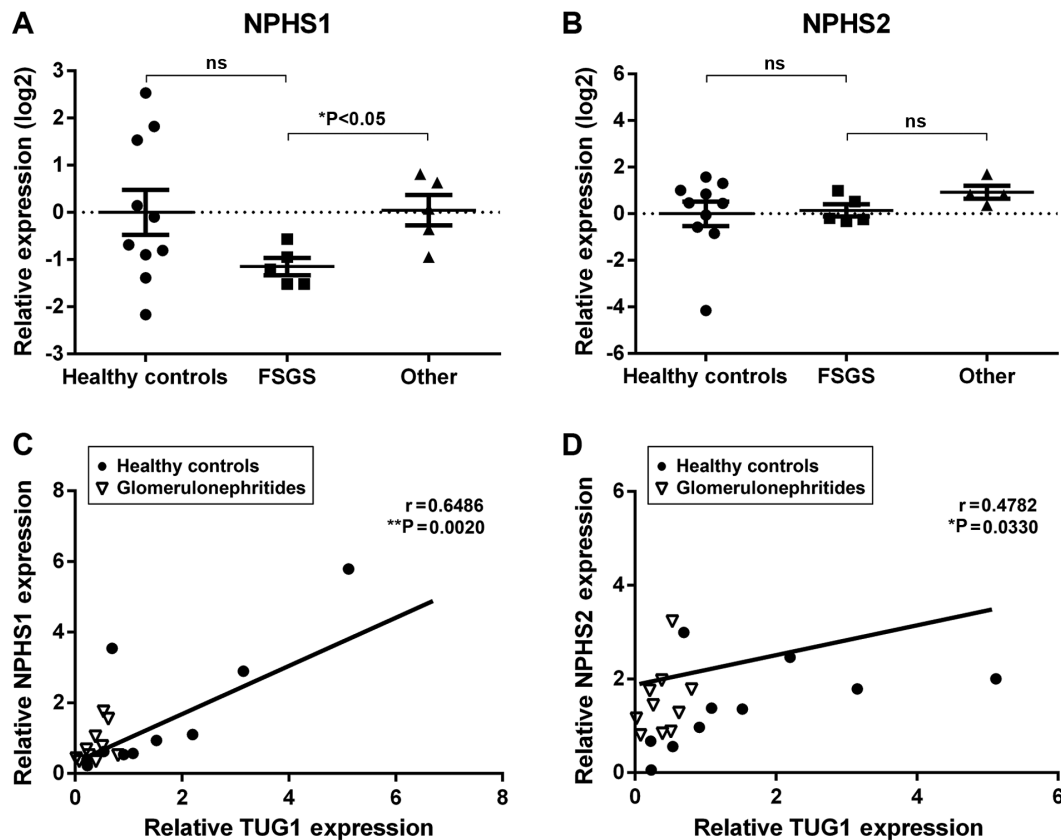 A
NPHS1
Relative expression (log2)
3
2
1
0
-1
-2
-3
ns
*P<0.05
Healthy controls
FSGS
Other
B
NPHS2
Relative expression (log2)
6
4
2
0
-2
-4
-6
ns
ns
Healthy controls
FSGS
Other
C
Healthy controls
Glomerulonephritides
r=0.6486
**P=0.0020
Relative NPHS1 expression
8
6
4
2
0
0
2
4
6
8
Relative TUG1 expression
D
Healthy controls
Glomerulonephritides
r=0.4782
*P=0.0330
Relative NPHS2 expression
6
4
2
0
0
2
4
6
Relative TUG1 expression